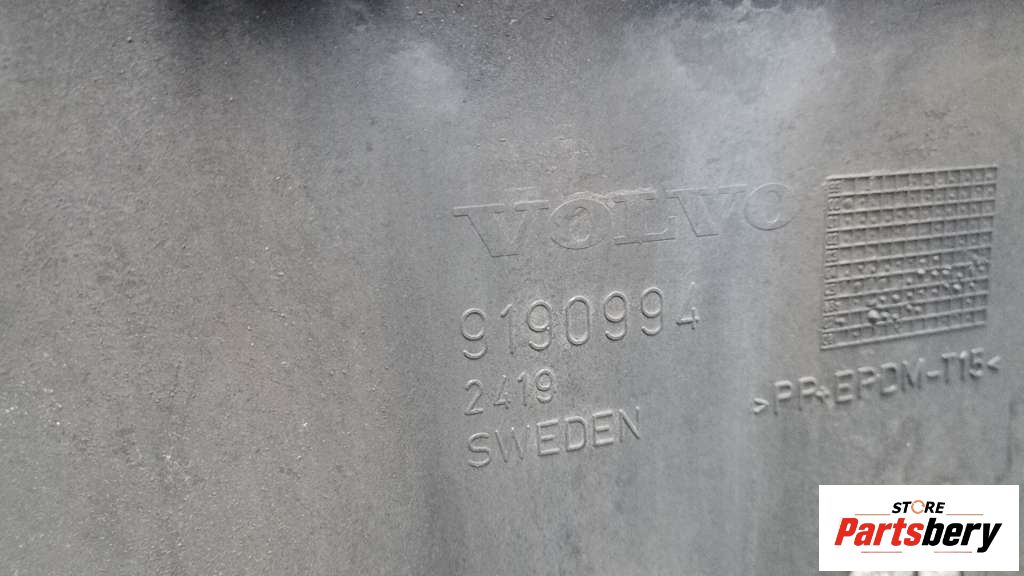 VOLVO
9190994
2419
SWEDEN
>PP+EPDM-T15<
STORE
Partsbery